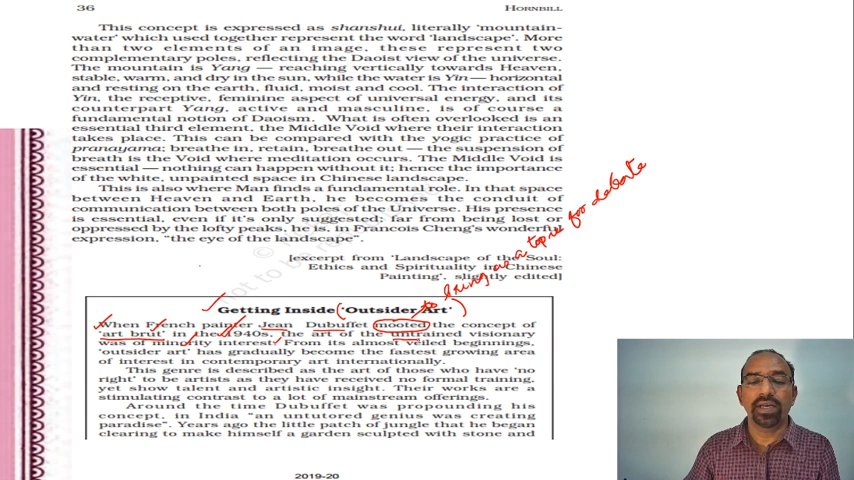 36
HORNBILL
This concept is expressed as shanshui, literally 'mountain-
water' which used together represent the word 'landscape'. More
than two elements of an image, these represent two
complementary poles, reflecting the Daoist view of the universe.
The mountain is Yang — reaching vertically towards Heaven,
stable, warm, and dry in the sun, while the water is Yin — horizontal
and resting on the earth, fluid, moist and cool. The interaction of
Yin, the receptive, feminine aspect of universal energy, and its
counterpart Yang, active and masculine, is of course a
fundamental notion of Daoism. What is often overlooked is an
essential third element, the Middle Void where their interaction
takes place. This can be compared with the yogic practice of
pranayama; breathe in, retain, breathe out — the suspension of
breath is the Void where meditation occurs. The Middle Void is
essential — nothing can happen without it; hence the importance
of the white, unpainted space in Chinese landscape.
This is also where Man finds a fundamental role. In that space
between Heaven and Earth, he becomes the conduit of
communication between both poles of the Universe. His presence
is essential, even if it's only suggested; far from being lost or
oppressed by the lofty peaks, he is, in Francois Cheng's wonderful
expression, "the eye of the landscape".
[excerpt from 'Landscape of the Soul:
Ethics and Spirituality in Chinese
Painting', slightly edited]
to bring as a topic for debate
Getting Inside ('Outsider Art')
When French painter Jean Dubuffet mooted the concept of
'art brut' in the 1940s, the art of the untrained visionary
was of minority interest. From its almost veiled beginnings,
'outsider art' has gradually become the fastest growing area
of interest in contemporary art internationally.
This genre is described as the art of those who have 'no
right' to be artists as they have received no formal training,
yet show talent and artistic insight. Their works are a
stimulating contrast to a lot of mainstream offerings.
Around the time Dubuffet was propounding his
concept, in India "an untutored genius was creating
paradise". Years ago the little patch of jungle that he began
clearing to make himself a garden sculpted with stone and
2019-20